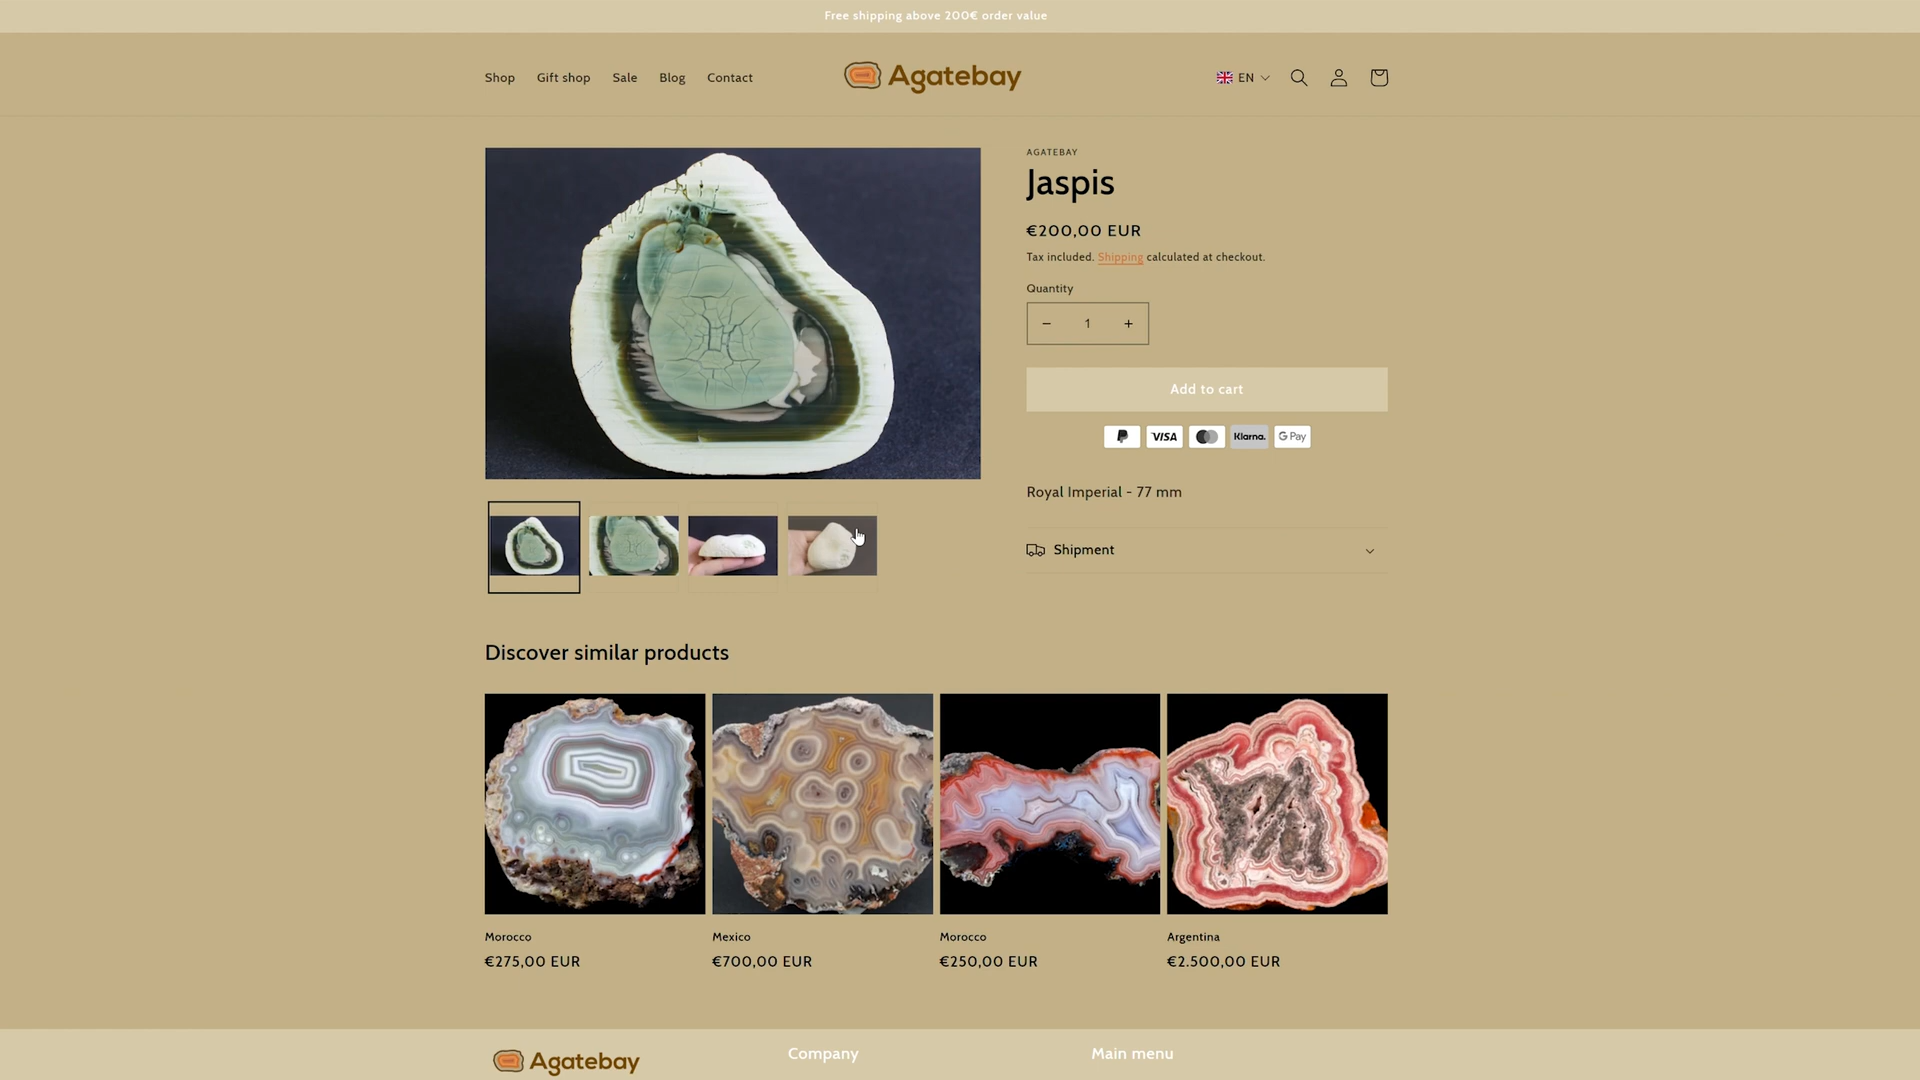 Free shipping above 200€ order value
Shop Gift shop Sale Blog Contact
Agatebay
EN
AGATEBAY
Jaspis
€200,00 EUR
Tax included. Shipping calculated at checkout.
Quantity
− 1 +
Add to cart
VISA Klarna. G Pay
Royal Imperial - 77 mm
Shipment
Discover similar products
Morocco Mexico Morocco Argentina
€275,00 EUR €700,00 EUR €250,00 EUR €2.500,00 EUR
Agatebay Company Main menu